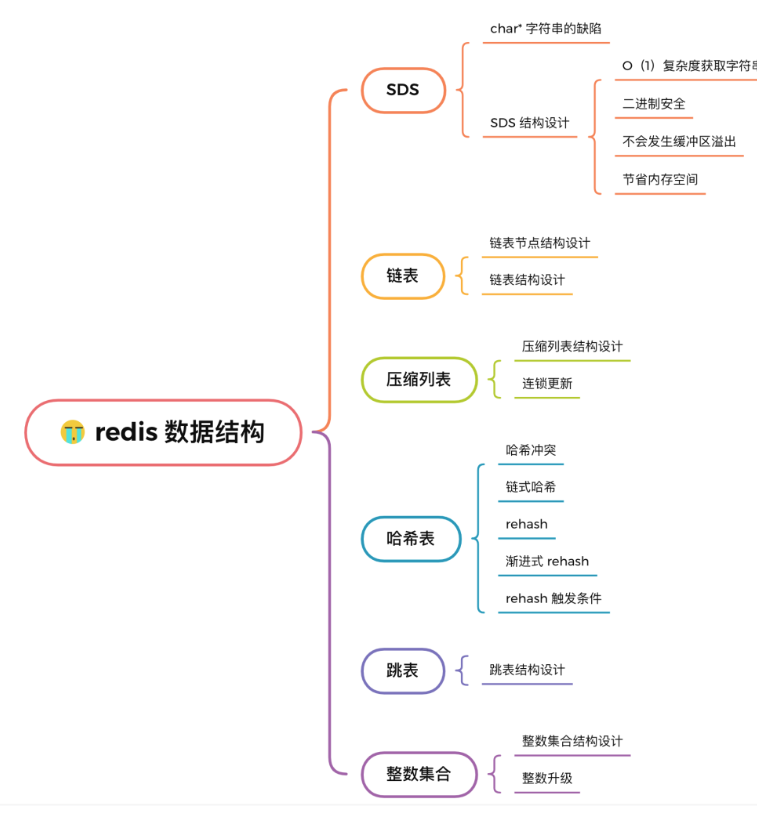 redis 数据结构
SDS
char* 字符串的缺陷
SDS 结构设计
O（1）复杂度获取字符
二进制安全
不会发生缓冲区溢出
节省内存空间
链表
链表节点结构设计
链表结构设计
压缩列表
压缩列表结构设计
连锁更新
哈希表
哈希冲突
链式哈希
rehash
渐进式 rehash
rehash 触发条件
跳表
跳表结构设计
整数集合
整数集合结构设计
整数升级